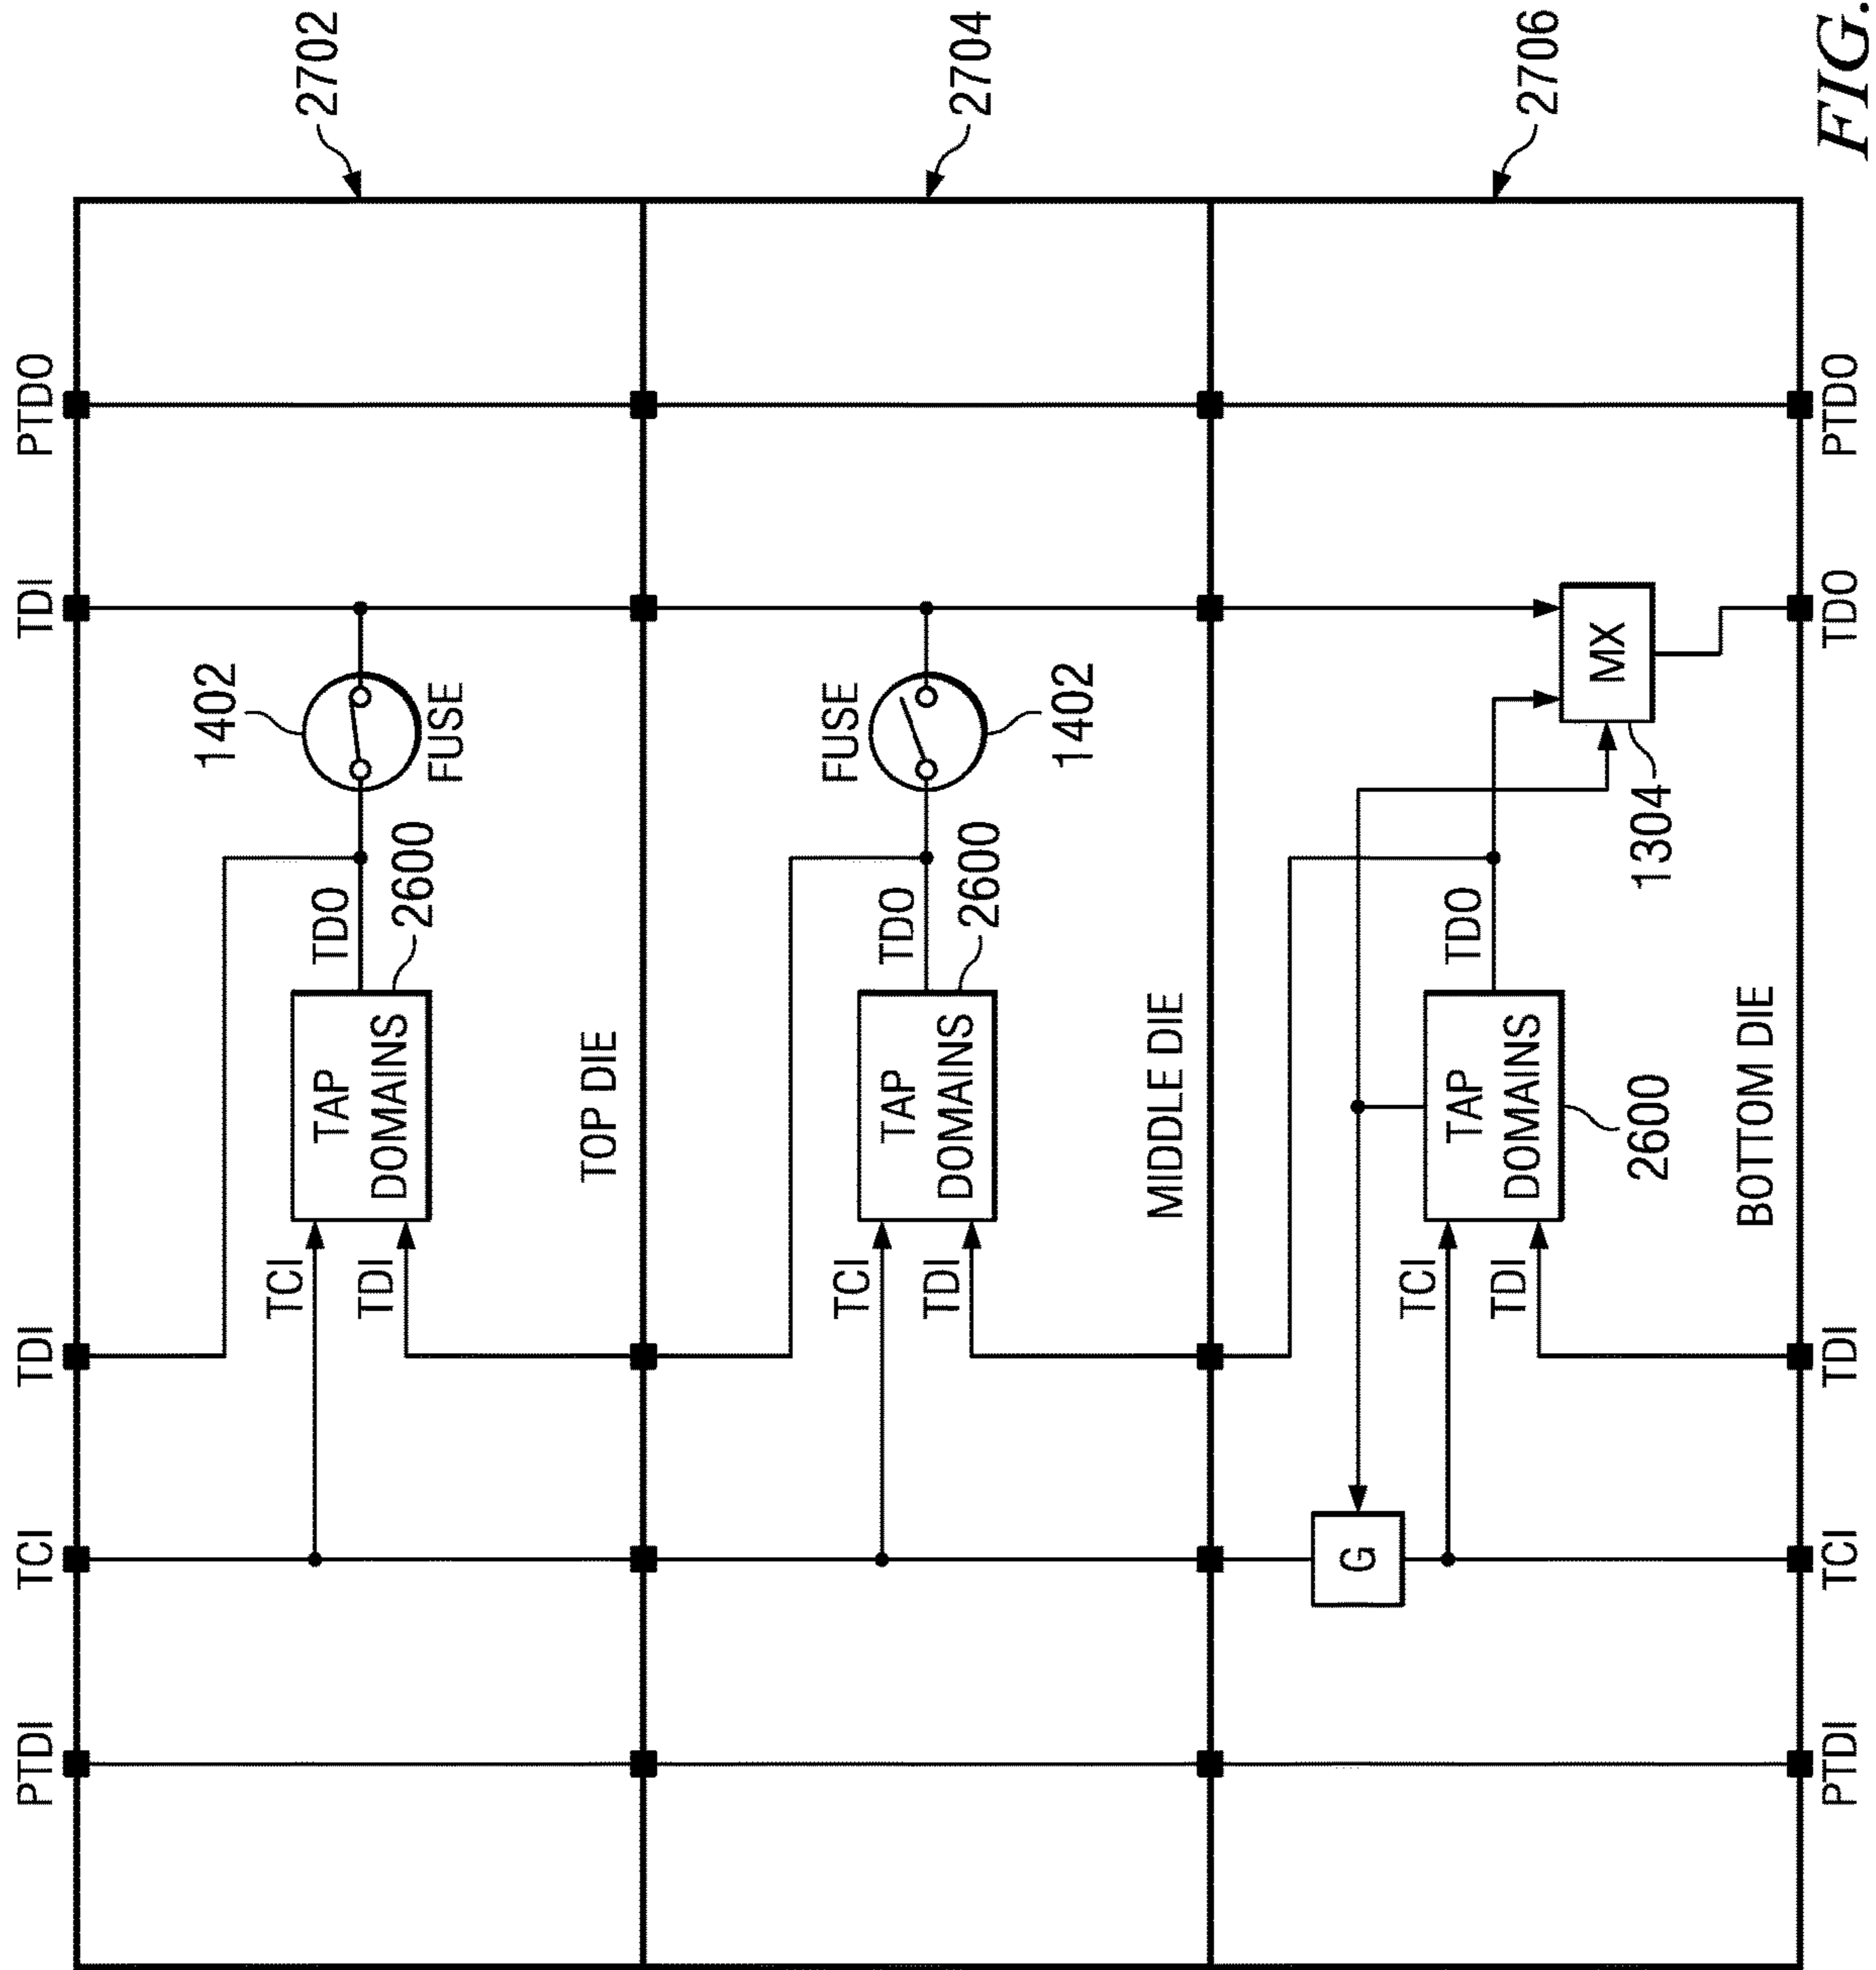 PTDI
TCI
TDI
TDI
PTDO
TCI
TDI
TAP
DOMAINS
TDO
2600
1402
FUSE
TOP DIE
2702
TCI
TDI
TAP
DOMAINS
TDO
2600
FUSE
1402
MIDDLE DIE
2704
G
TCI
TDI
TAP
DOMAINS
2600
TDO
MX
1304
BOTTOM DIE
2706
PTDI
TCI
TDI
TDO
PTDO
FIG.